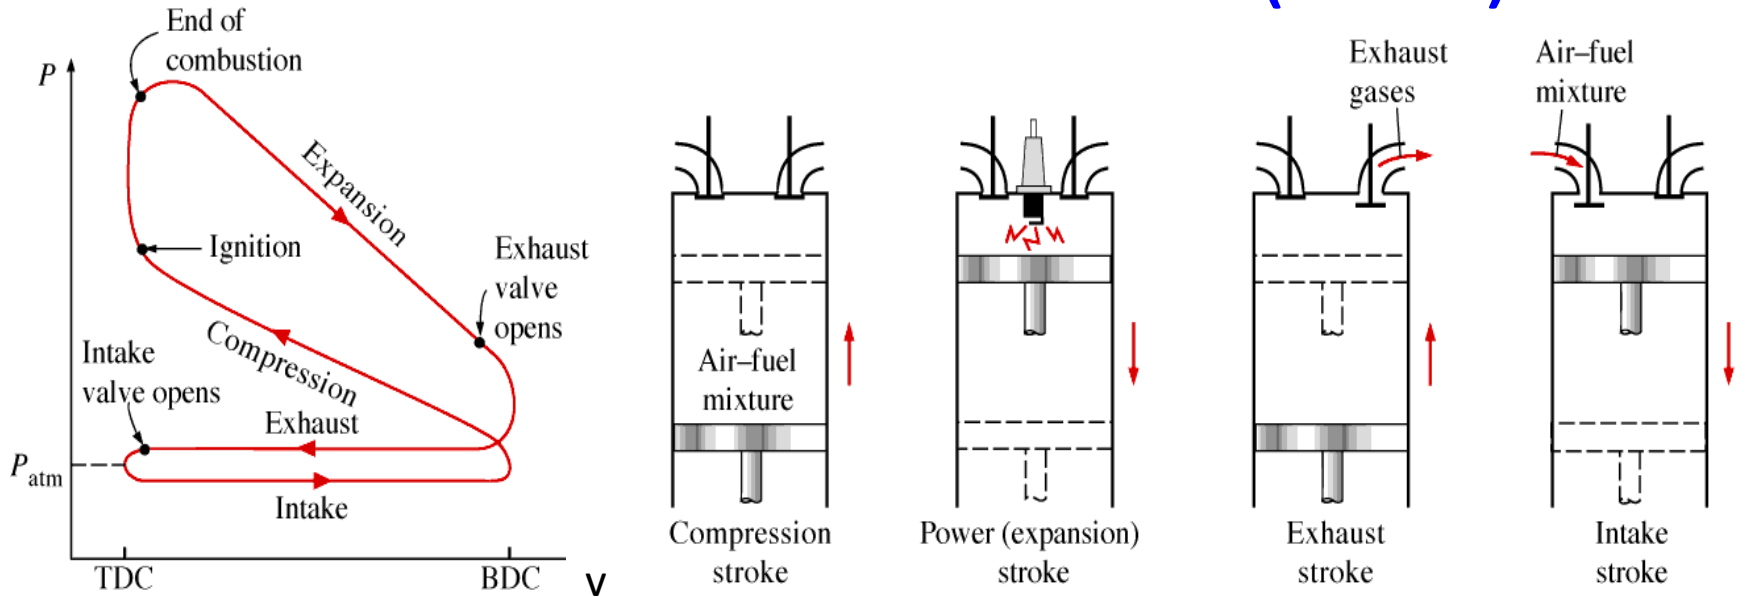 End of
combustion
P
Expansion
Ignition
Exhaust
valve
opens
Compression
Intake
valve opens
Exhaust
Patm
Intake
TDC
BDC
v
Exhaust
gases
Air–fuel
mixture
Air–fuel
mixture
Compression
stroke
Power (expansion)
stroke
Exhaust
stroke
Intake
stroke